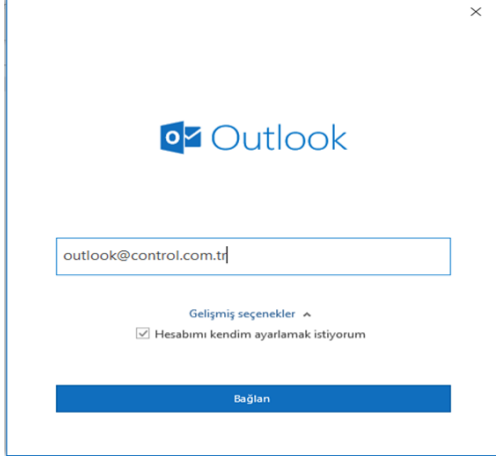 Outlook
outlook@control.com.tr
Gelişmiş seçenekler
Hesabımı kendim ayarlamak istiyorum
Bağlan